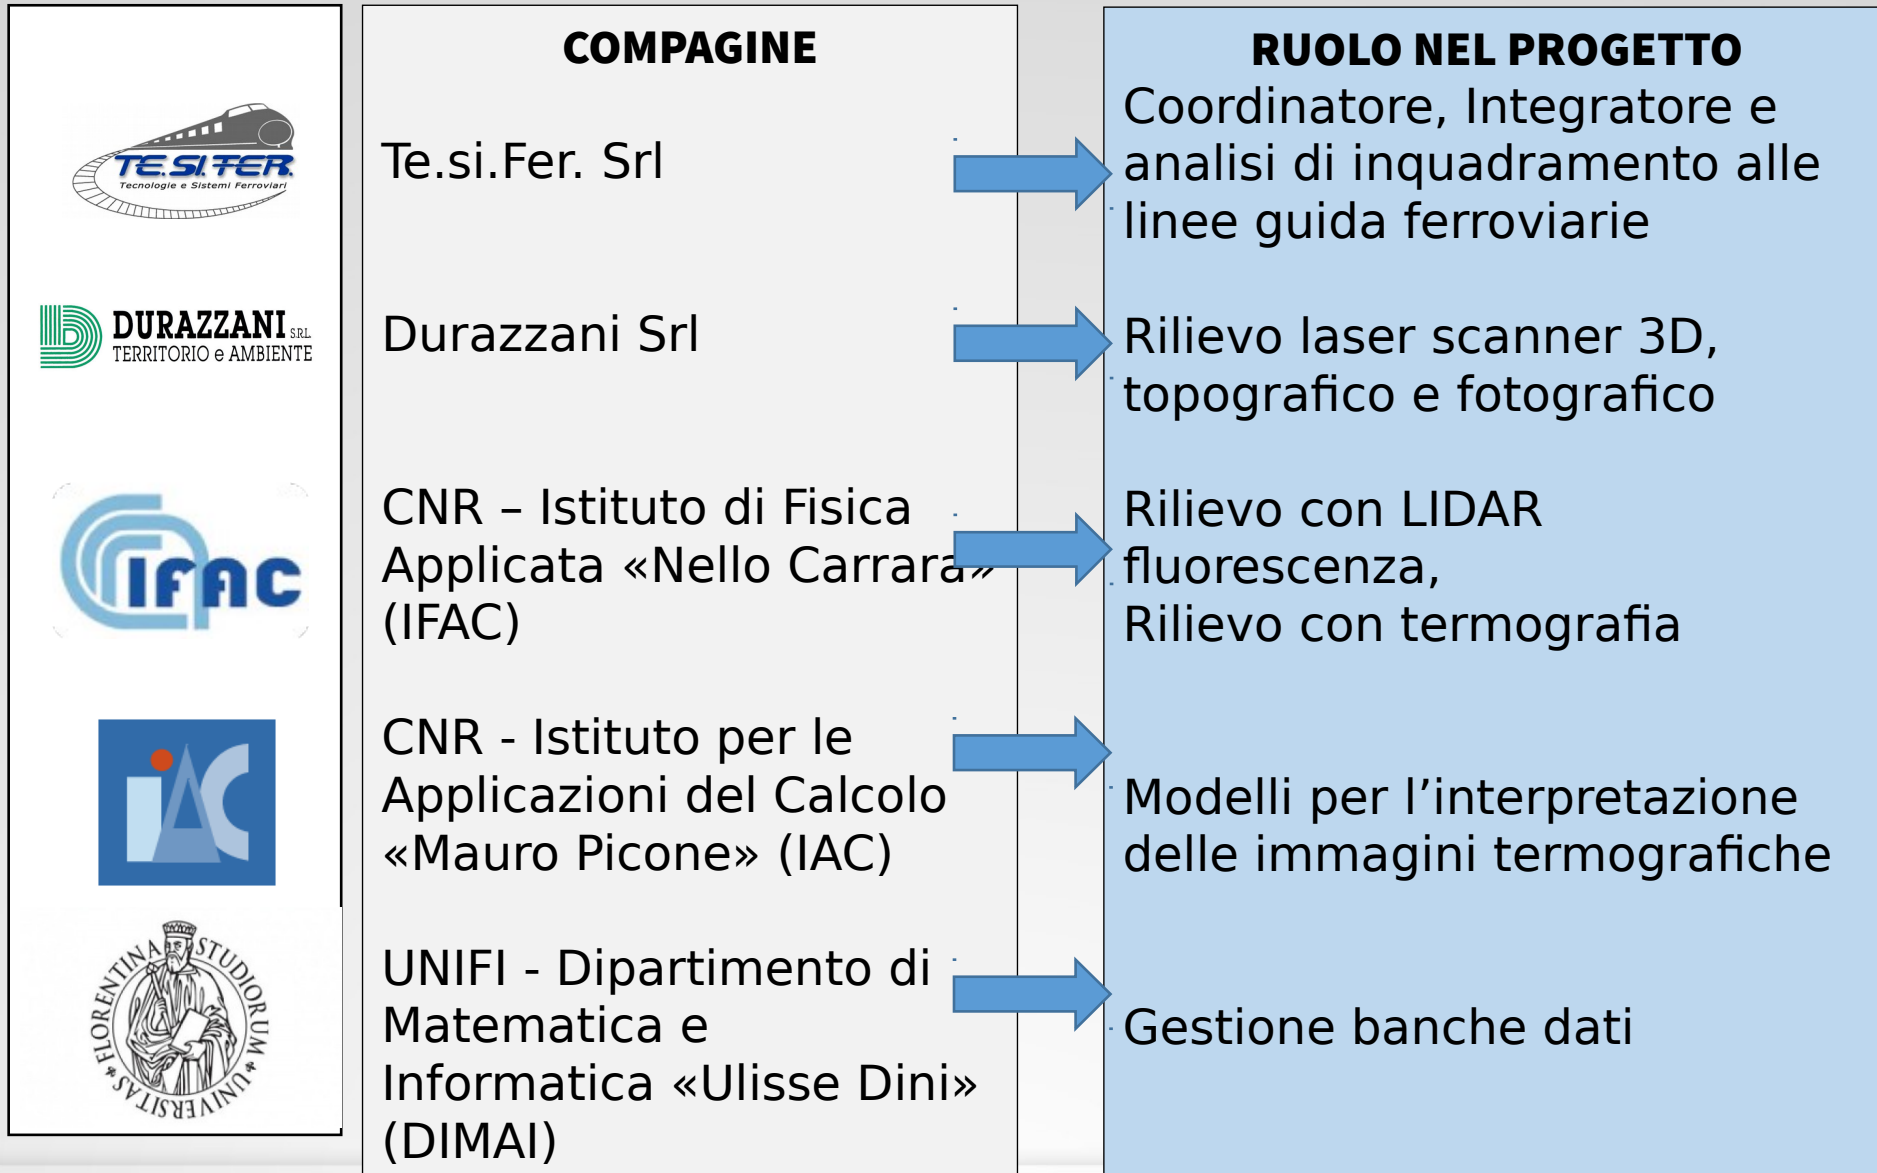 COMPAGINE
RUOLO NEL PROGETTO
TE.SI.FER.
Tecnologie e Sistemi Ferroviari
Te.si.Fer. Srl
Coordinatore, Integratore e
analisi di inquadramento alle
linee guida ferroviarie
DURAZZANI S.R.L.
TERRITORIO e AMBIENTE
Durazzani Srl
Rilievo laser scanner 3D,
topografico e fotografico
IFAC
CNR – Istituto di Fisica
Applicata «Nello Carrara»
(IFAC)
Rilievo con LIDAR
fluorescenza,
Rilievo con termografia
iAC
CNR - Istituto per le
Applicazioni del Calcolo
«Mauro Picone» (IAC)
Modelli per l’interpretazione
delle immagini termografiche
FLORENTINA STUDIORUM UNIVERSITAS
UNIFI - Dipartimento di
Matematica e
Informatica «Ulisse Dini»
(DIMAI)
Gestione banche dati